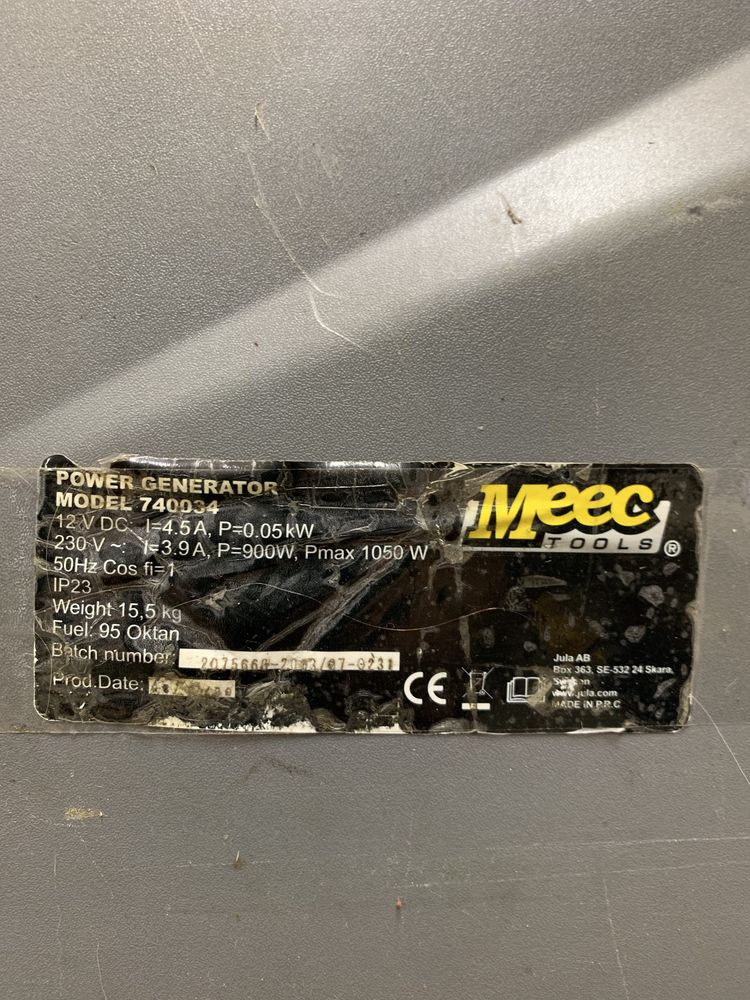 POWER GENERATOR
MODEL 740034
12 V DC: I=4.5 A, P=0.05 kW
230 V ~: I=3.9 A, P=900W, Pmax 1050 W
50Hz Cos fi=1
IP23
Weight 15,5 kg
Fuel: 95 Oktan
Batch number:
Prod.Date:
Meec
TOOLS ®
CE
Jula AB
Box 363, SE-532 24 Skara,
Sweden
www.jula.com
MADE IN P.R.C